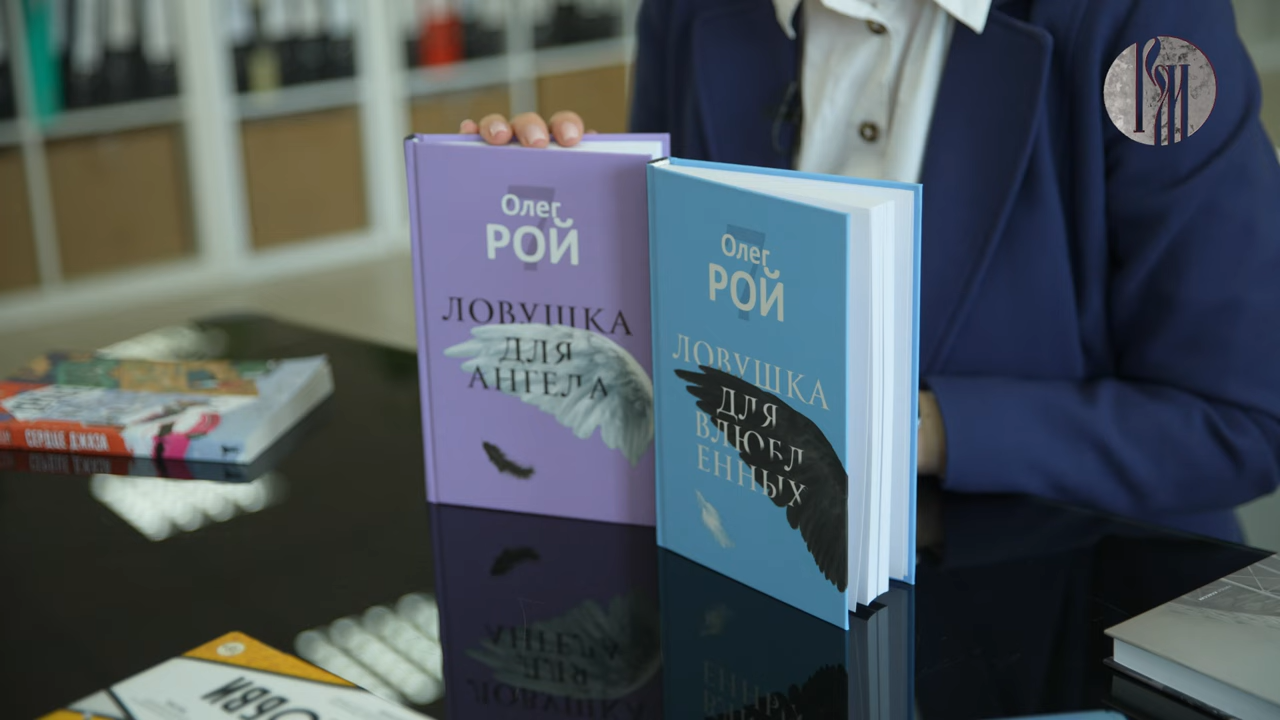 Олег
РОЙ
ЛОВУШКА
ДЛЯ
АНГЕЛА
Олег
РОЙ
ЛОВУШКА
ДЛЯ
ВЛЮБЛ
ЕННЫХ
СЕРДЦЕ ДЖАЗА